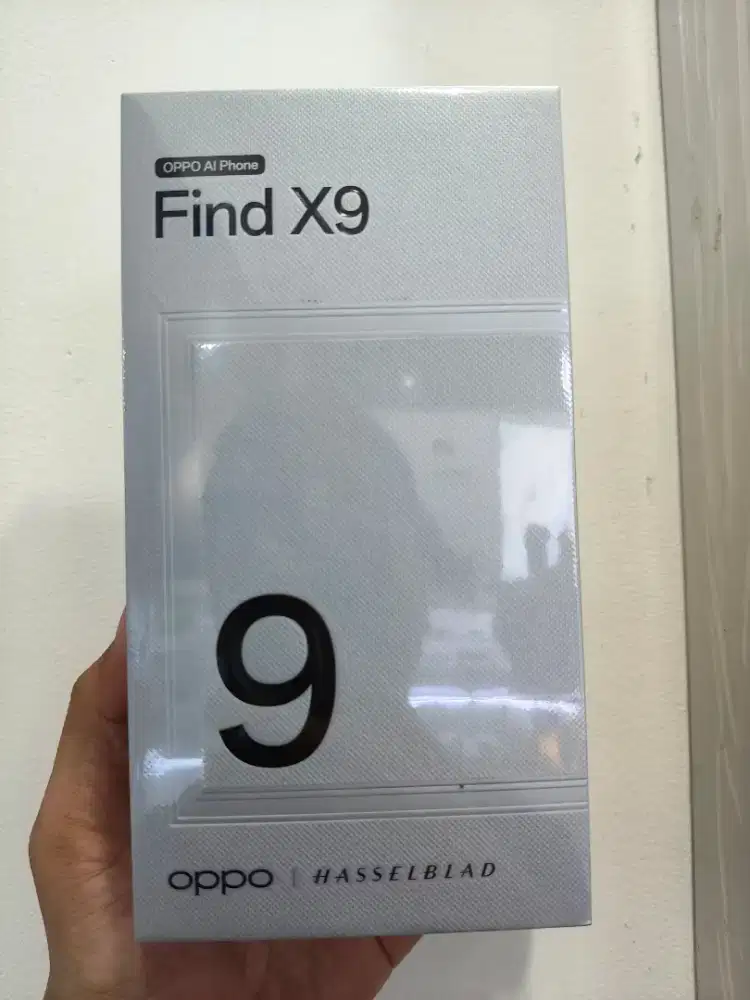 OPPO AI Phone
Find X9
9
oppo | HASSELBLAD